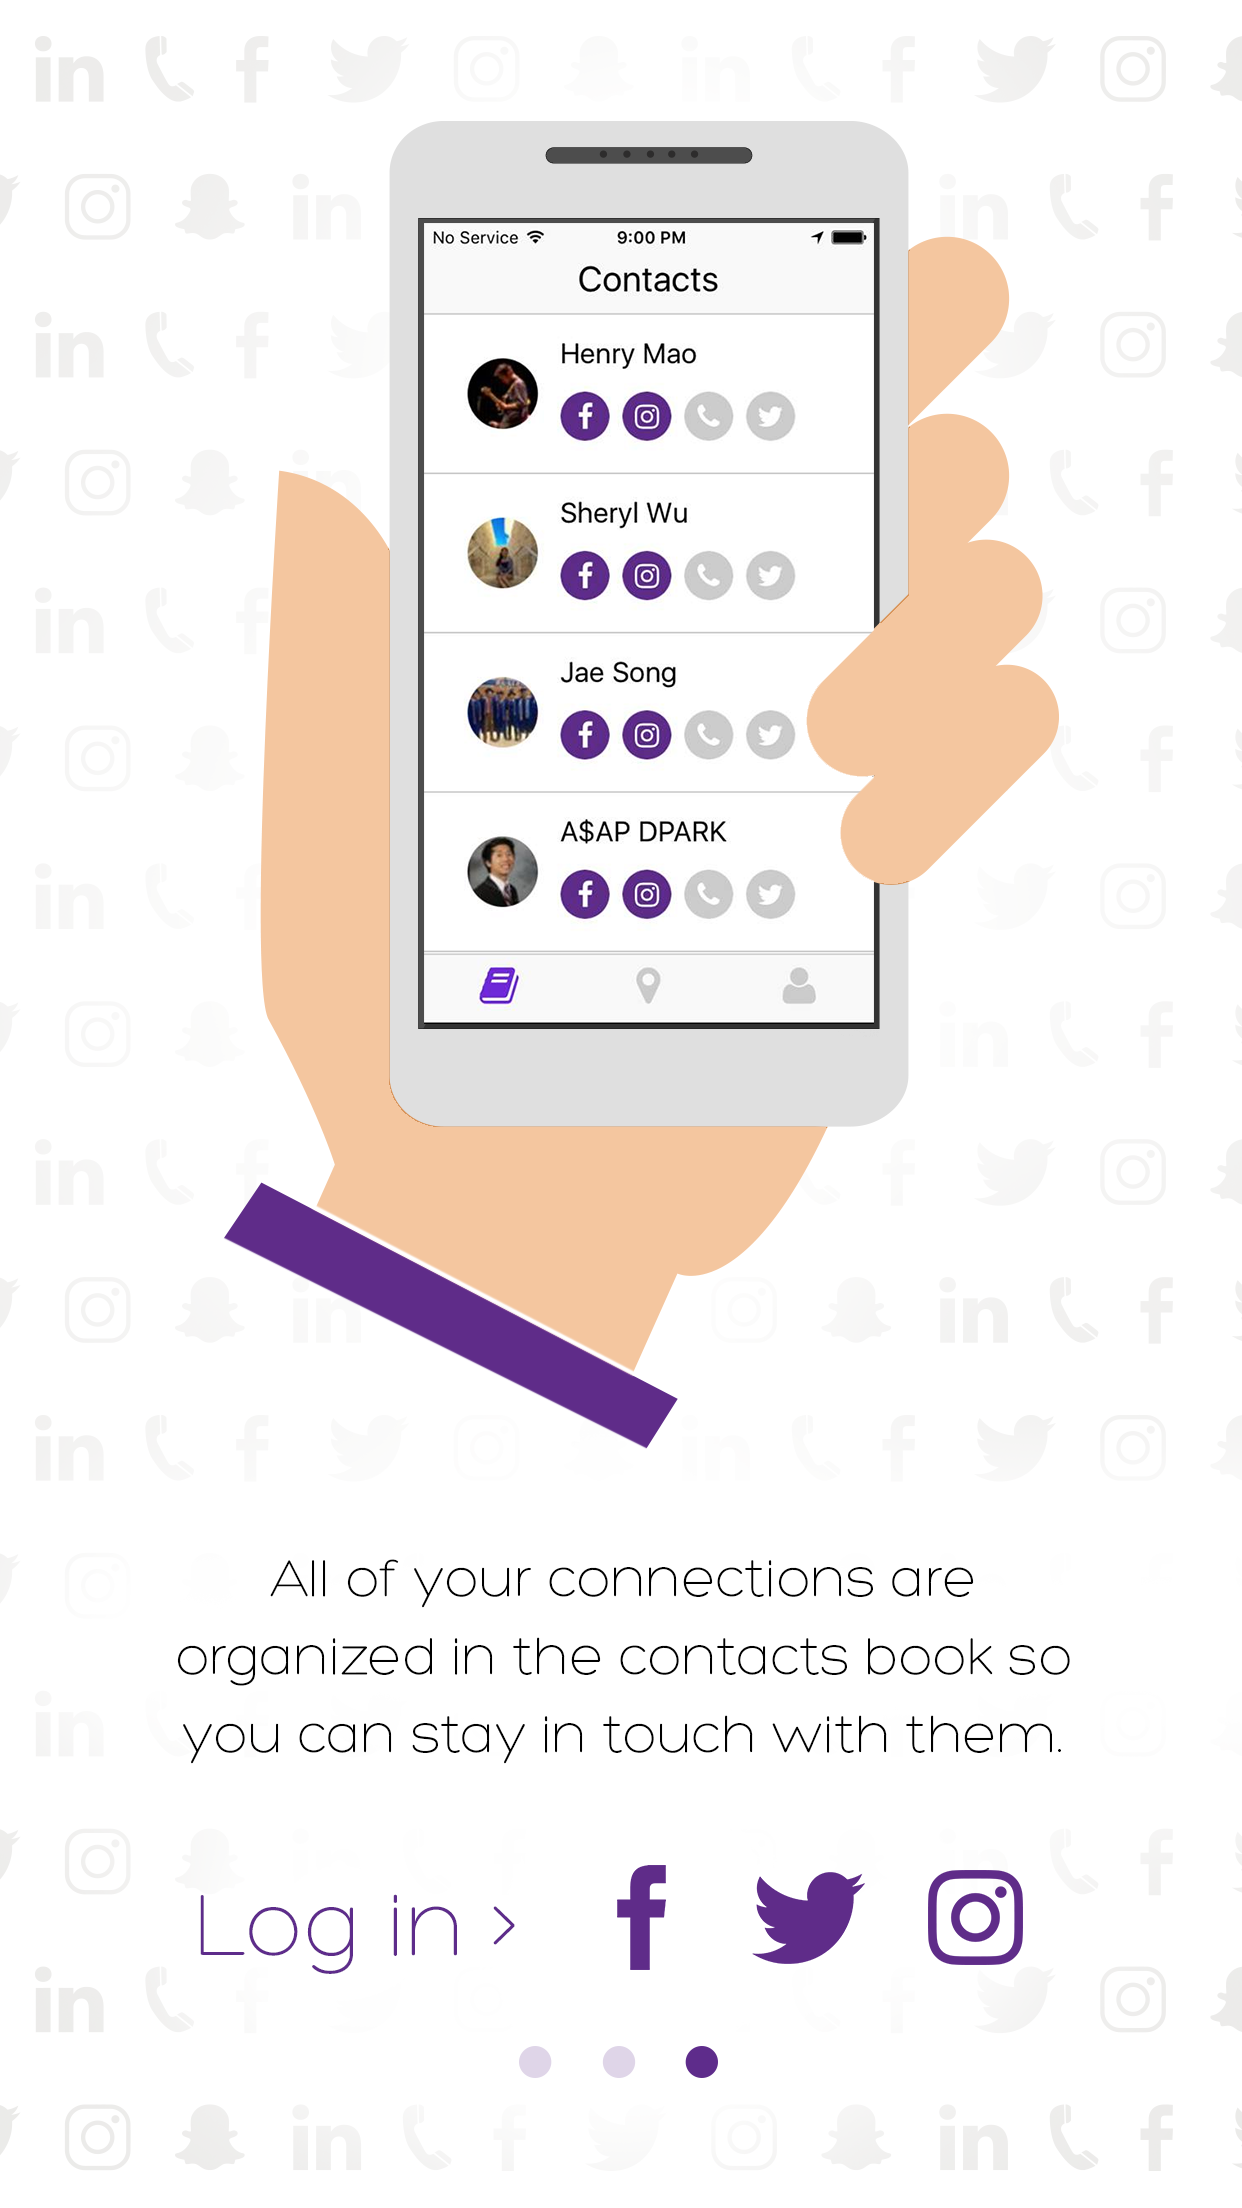 No Service 9:00 PM
Contacts
Henry Mao
Sheryl Wu
Jae Song
A$AP DPARK
All of your connections are
organized in the contacts book so
you can stay in touch with them.
Log in >